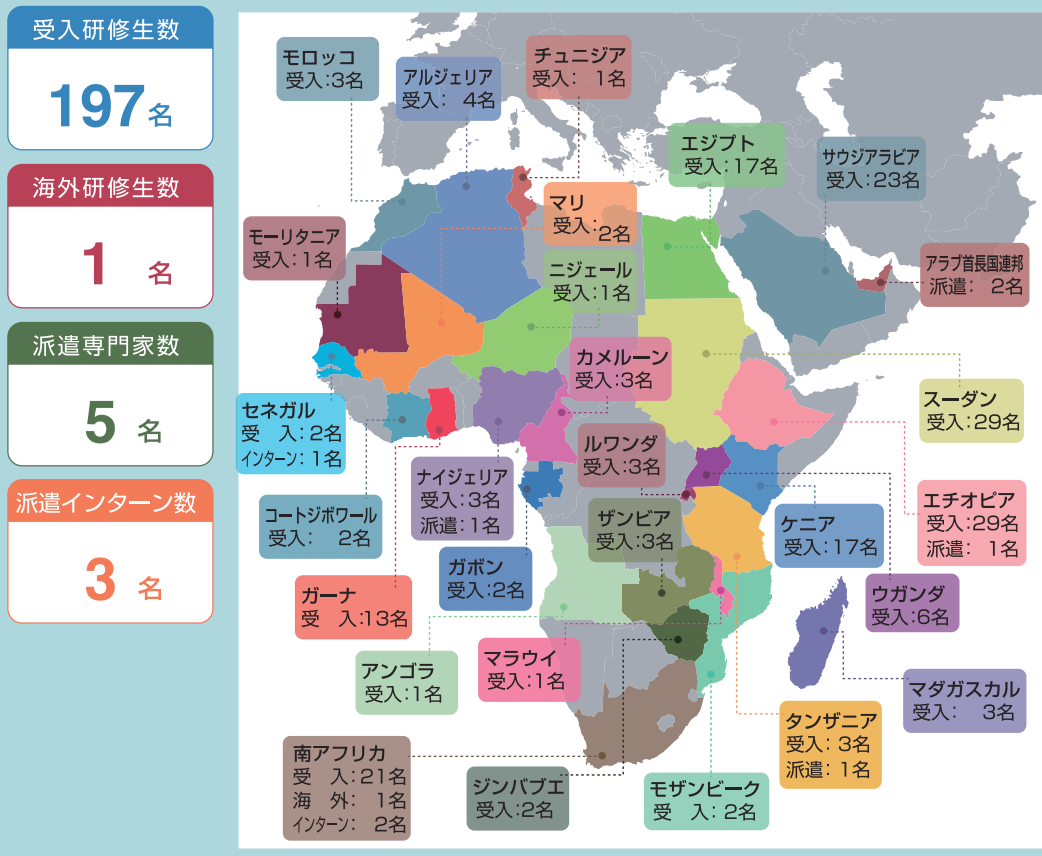 受入研修生数
197名
海外研修生数
1 名
派遣専門家数
5 名
派遣インターン数
3 名
モロッコ
受入:3名
アルジェリア
受入: 4名
チュニジア
受入: 1名
エジプト
受入:17名
サウジアラビア
受入:23名
モーリタニア
受入:1名
マリ
受入:2名
ニジェール
受入:1名
アラブ首長国連邦
派遣: 2名
カメルーン
受入:3名
スーダン
受入:29名
セネガル
受 入:2名
インターン:1名
ナイジェリア
受入:3名
派遣:1名
ルワンダ
受入:3名
コートジボワール
受入: 2名
ザンビア
受入:3名
ケニア
受入:17名
エチオピア
受入:29名
派遣: 1名
ガボン
受入:2名
ガーナ
受 入:13名
ウガンダ
受入:6名
アンゴラ
受入:1名
マラウイ
受入:1名
マダガスカル
受入: 3名
タンザニア
受入: 3名
派遣: 1名
南アフリカ
受 入:21名
海 外: 1名
インターン: 2名
ジンバブエ
受入:2名
モザンビーク
受 入: 2名